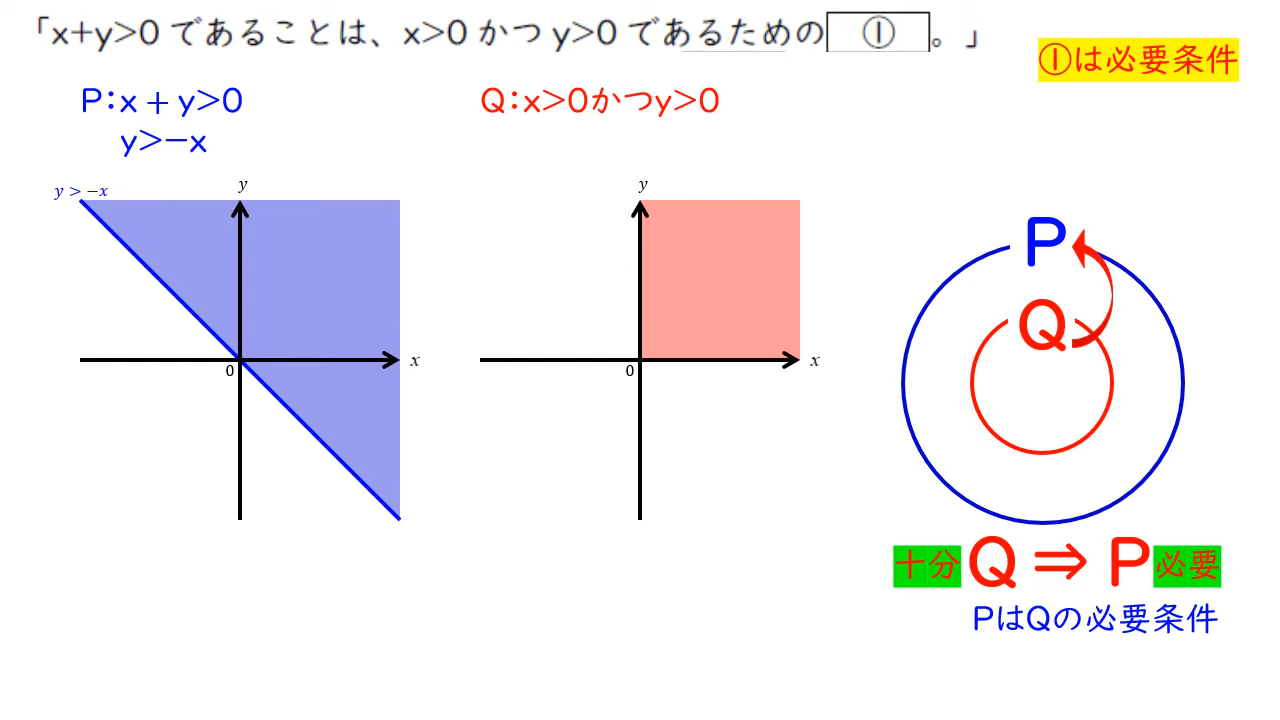 「x+y>0 であることは、x>0 かつ y>0 であるための ① 。」
①は必要条件
P:x+y>0
y>−x
Q:x>0かつy>0
y > −x
y
x
0
y
x
0
P
Q
十分 Q ⇒ P 必要
PはQの必要条件